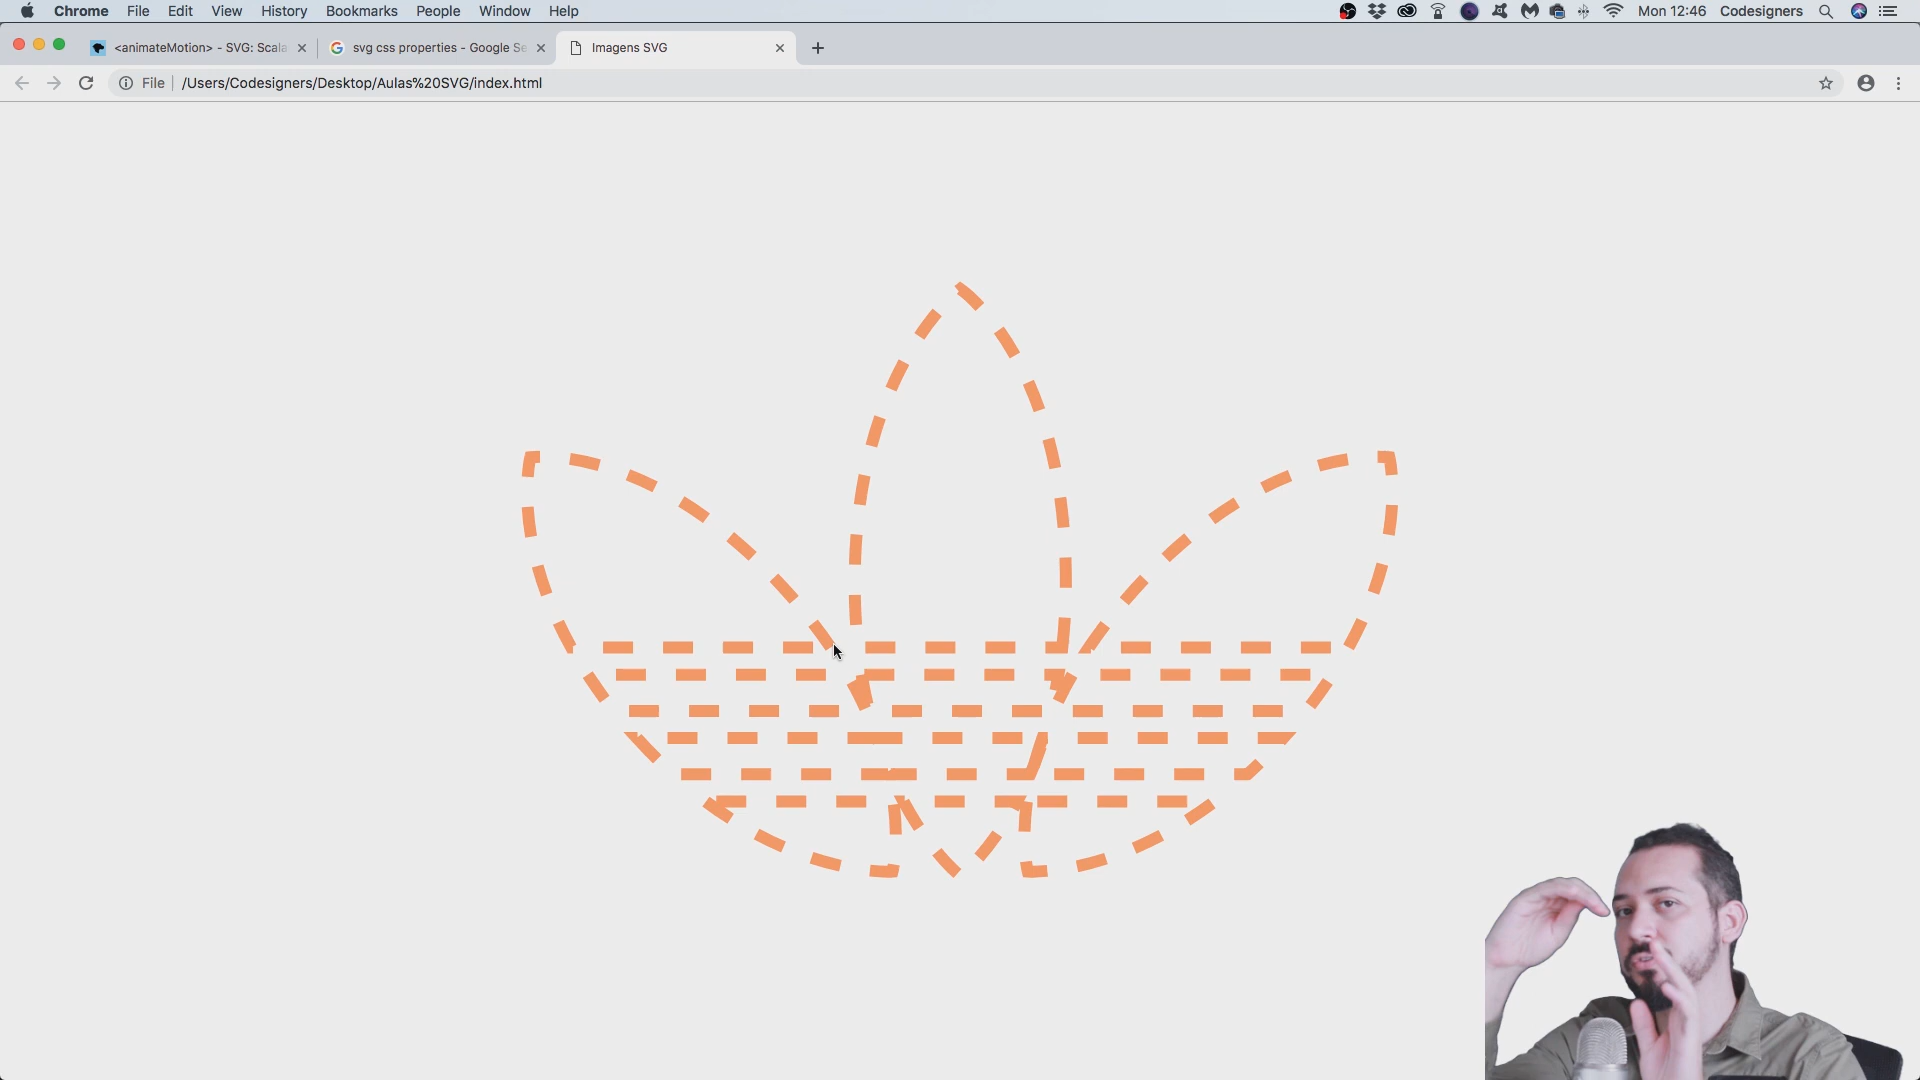 Chrome File Edit View History Bookmarks People Window Help Mon 12:46 Codesigners
<animateMotion> - SVG: Scala svg css properties - Google Se Imagens SVG
File /Users/Codesigners/Desktop/Aulas%20SVG/index.html